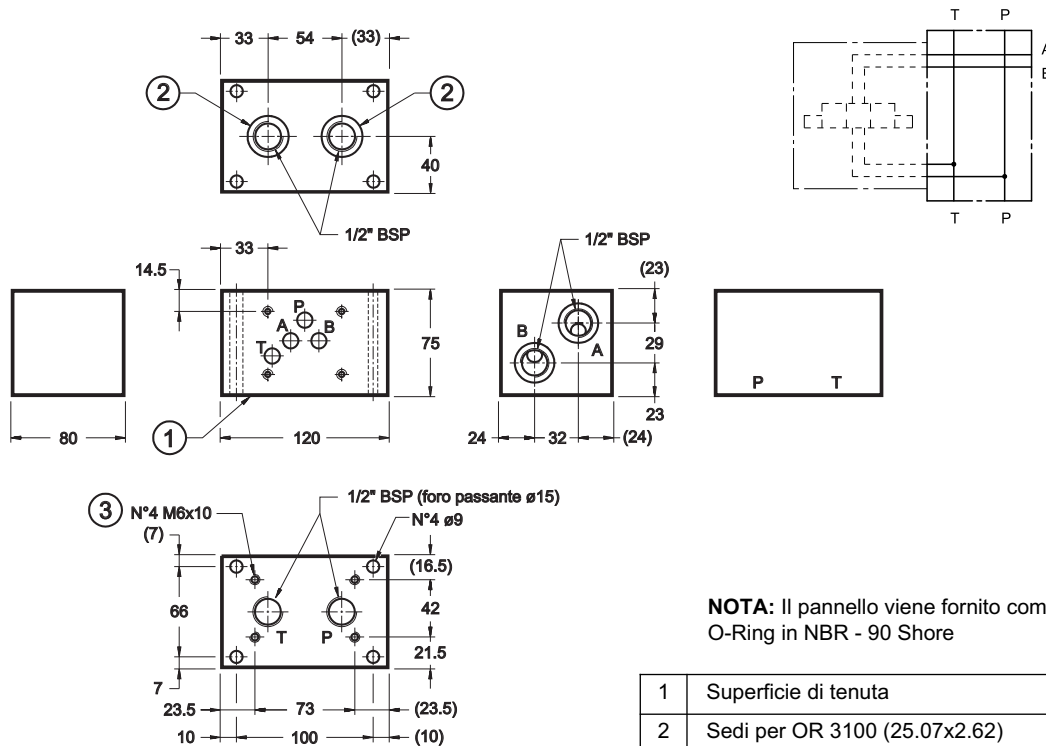 33 54 (33)
T P
A
2 2
40
1/2" BSP
T P
33
1/2" BSP
(23)
14.5
P
A B
T
75
B
A
29
23
P T
80
1
120
24 32 (24)
3
N°4 M6x10
1/2" BSP (foro passante ø15)
N°4 ø9
(7)
(16.5)
66
42
T P
21.5
7
23.5 73 (23.5)
10 100 (10)
NOTA: Il pannello viene fornito com
O-Ring in NBR - 90 Shore
1 Superficie di tenuta
2 Sedi per OR 3100 (25.07x2.62)